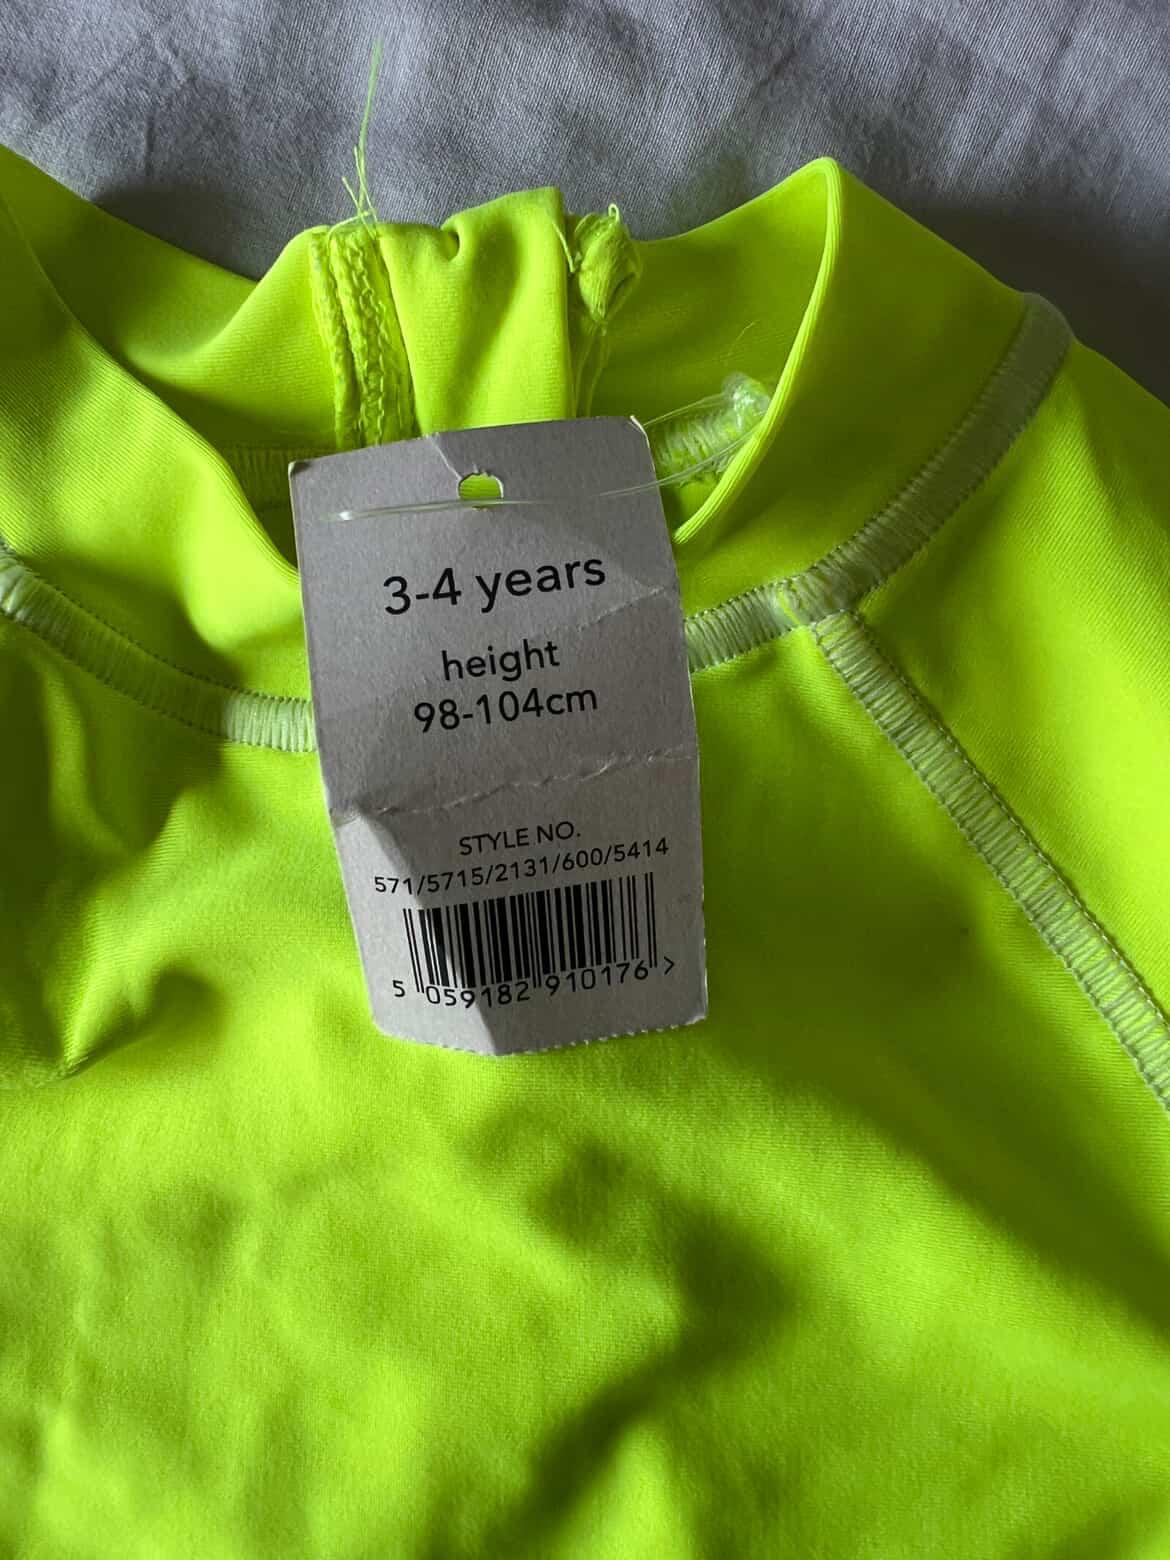 3-4 years
height
98-104cm
STYLE NO.
571/5715/2131/600/5414
5 059182 910176 >